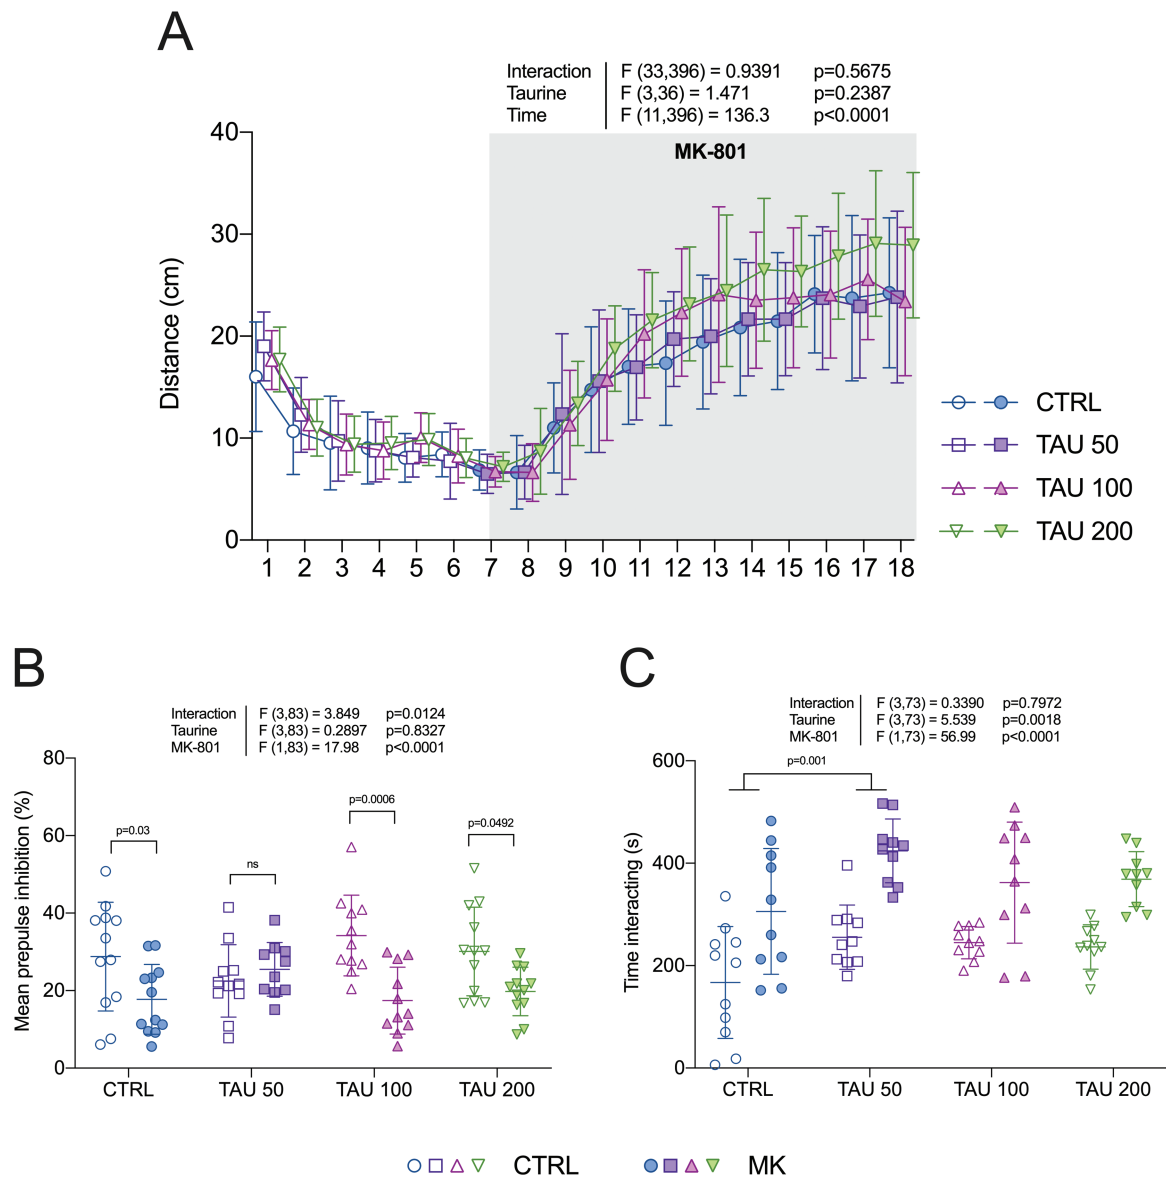 A
Interaction F (33,396) = 0.9391 p=0.5675
Taurine F (3,36) = 1.471 p=0.2387
Time F (11,396) = 136.3 p<0.0001
MK-801
Distance (cm)
40
30
20
10
0
1 2 3 4 5 6 7 8 9 10 11 12 13 14 15 16 17 18
CTRL
TAU 50
TAU 100
TAU 200
B
Interaction F (3,83) = 3.849 p=0.0124
Taurine F (3,83) = 0.2897 p=0.8327
MK-801 F (1,83) = 17.98 p<0.0001
Mean prepulse inhibition (%)
80
60
40
20
0
p=0.03
ns
p=0.0006
p=0.0492
CTRL TAU 50 TAU 100 TAU 200
C
Interaction F (3,73) = 0.3390 p=0.7972
Taurine F (3,73) = 5.539 p=0.0018
MK-801 F (1,73) = 56.99 p<0.0001
Time interacting (s)
600
400
200
0
p=0.001
CTRL TAU 50 TAU 100 TAU 200
CTRL MK